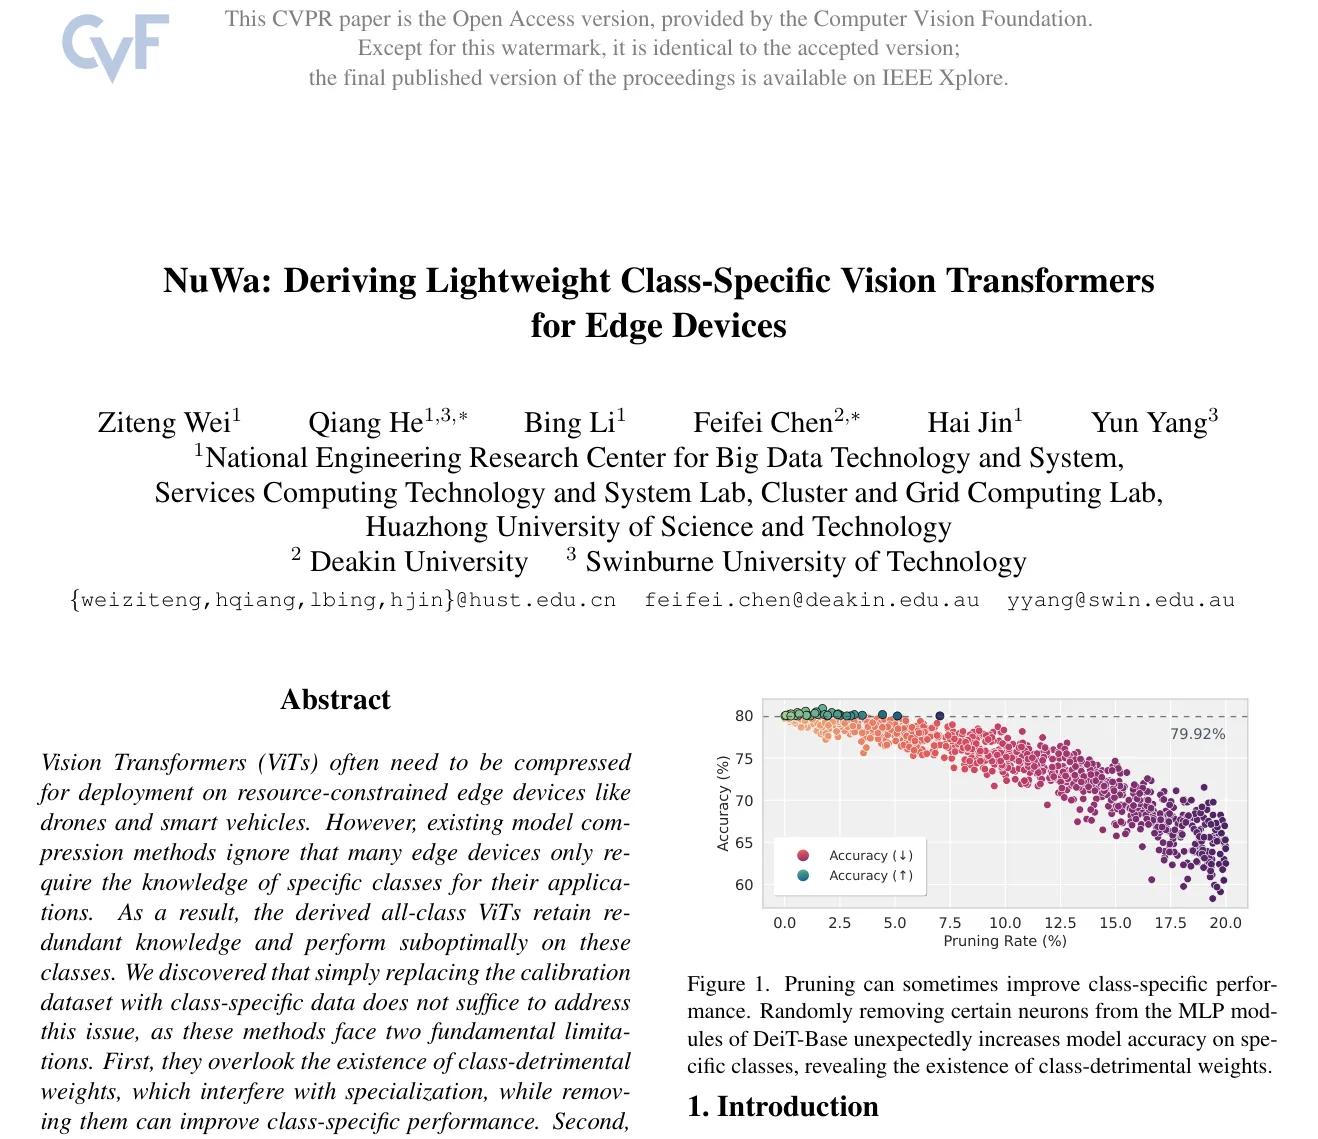 CVF
This CVPR paper is the Open Access version, provided by the Computer Vision Foundation.
Except for this watermark, it is identical to the accepted version;
the final published version of the proceedings is available on IEEE Xplore.
NuWa: Deriving Lightweight Class-Specific Vision Transformers
for Edge Devices
Ziteng Wei¹ Qiang He¹,³,* Bing Li¹ Feifei Chen²,* Hai Jin¹ Yun Yang³
¹National Engineering Research Center for Big Data Technology and System,
Services Computing Technology and System Lab, Cluster and Grid Computing Lab,
Huazhong University of Science and Technology
² Deakin University ³ Swinburne University of Technology
{weiziteng,hqiang,lbing,hjin}@hust.edu.cn feifei.chen@deakin.edu.au yyang@swin.edu.au
Abstract
Vision Transformers (ViTs) often need to be compressed
for deployment on resource-constrained edge devices like
drones and smart vehicles. However, existing model com-
pression methods ignore that many edge devices only re-
quire the knowledge of specific classes for their applica-
tions. As a result, the derived all-class ViTs retain re-
dundant knowledge and perform suboptimally on these
classes. We discovered that simply replacing the calibration
dataset with class-specific data does not suffice to address
this issue, as these methods face two fundamental limita-
tions. First, they overlook the existence of class-detrimental
weights, which interfere with specialization, while remov-
ing them can improve class-specific performance. Second,
80
75
70
65
60
Accuracy (%)
79.92%
Accuracy (↓)
Accuracy (↑)
0.0 2.5 5.0 7.5 10.0 12.5 15.0 17.5 20.0
Pruning Rate (%)
Figure 1. Pruning can sometimes improve class-specific perfor-
mance. Randomly removing certain neurons from the MLP mod-
ules of DeiT-Base unexpectedly increases model accuracy on spe-
cific classes, revealing the existence of class-detrimental weights.
1. Introduction